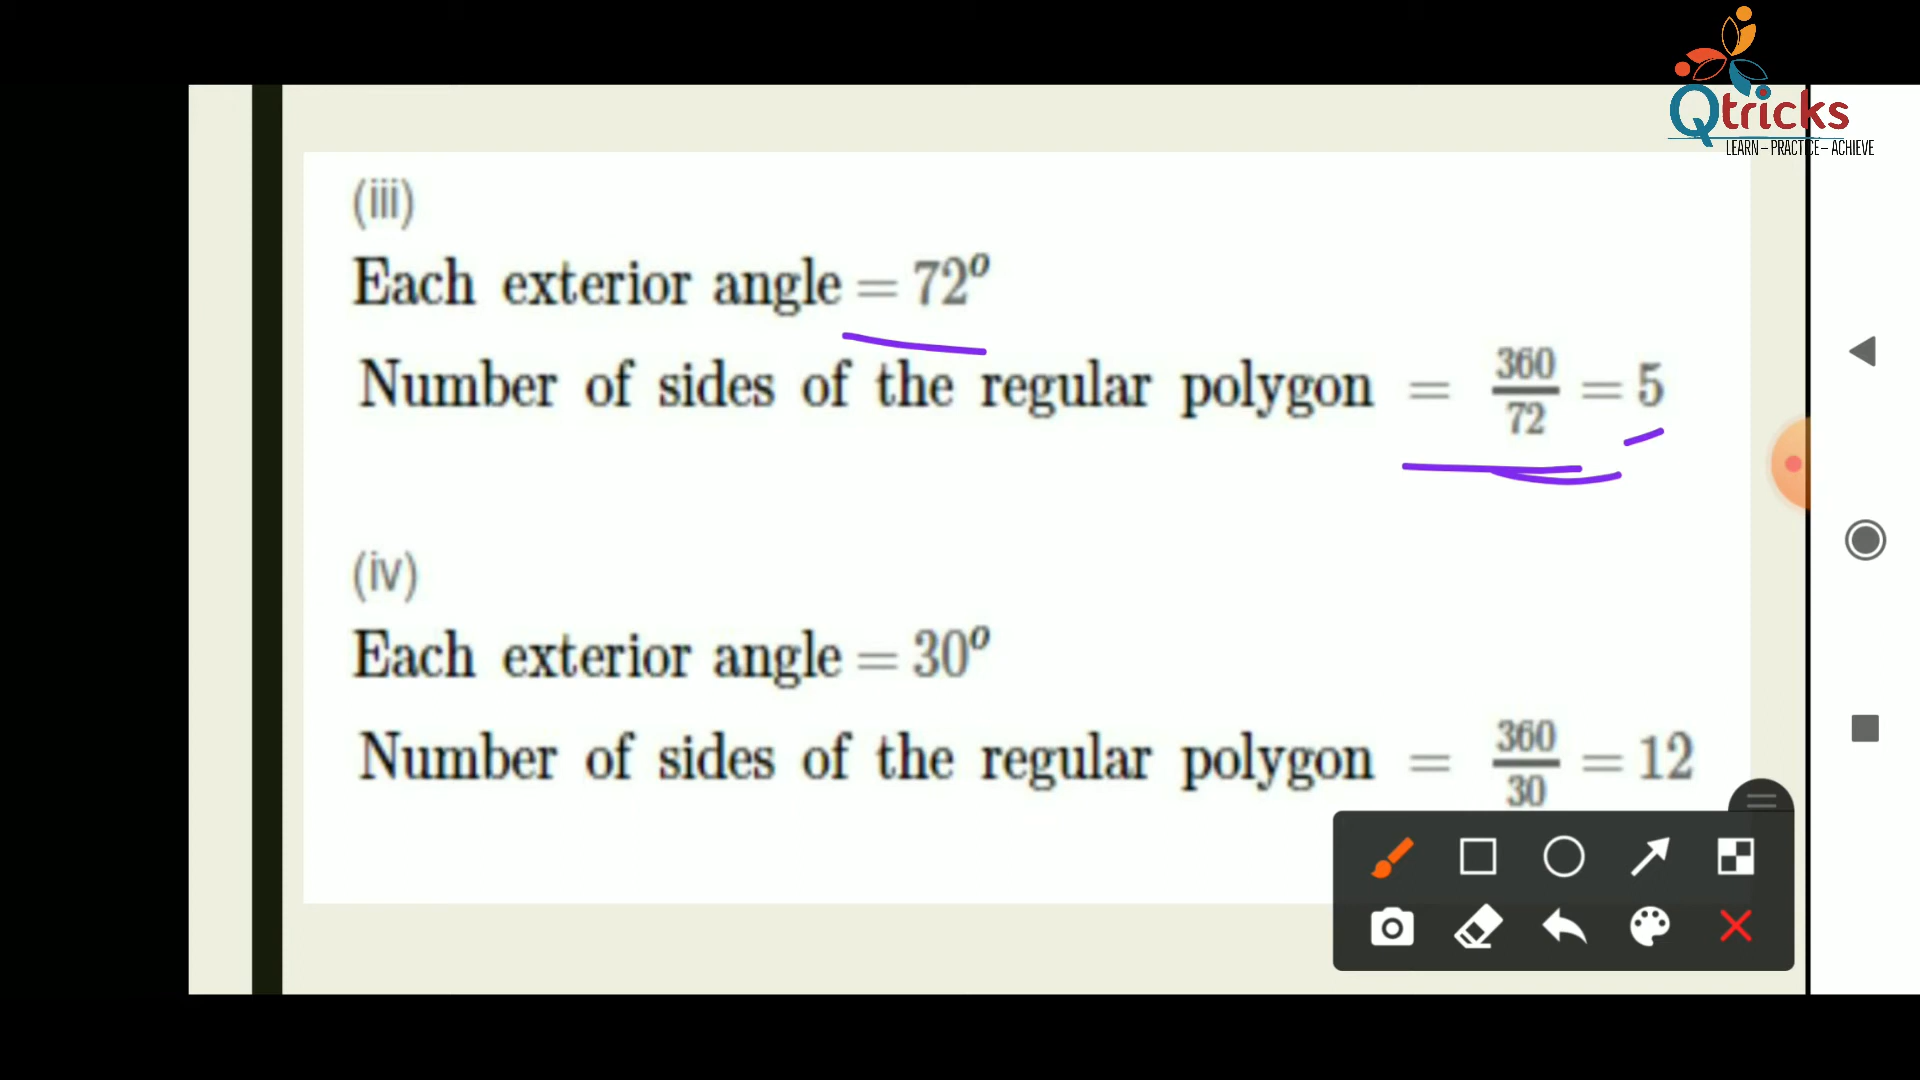 Qtricks
LEARN – PRACTICE – ACHIEVE
(iii)
Each exterior angle = 72°
Number of sides of the regular polygon = 360/72 = 5
(iv)
Each exterior angle = 30°
Number of sides of the regular polygon = 360/30 = 12